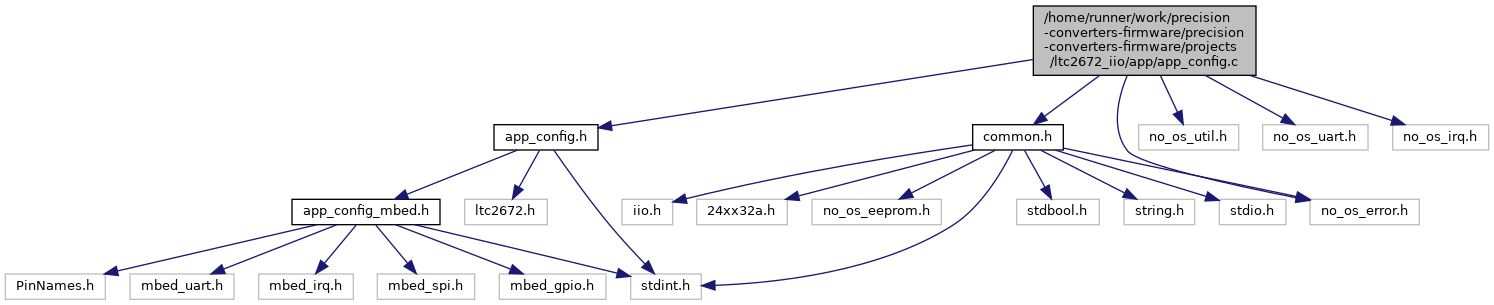 /home/runner/work/precision
-converters-firmware/precision
-converters-firmware/projects
/ltc2672_iio/app/app_config.c
app_config.h
common.h
no_os_util.h
no_os_uart.h
no_os_irq.h
app_config_mbed.h
ltc2672.h
iio.h
24xx32a.h
no_os_eeprom.h
stdbool.h
string.h
stdio.h
no_os_error.h
PinNames.h
mbed_uart.h
mbed_irq.h
mbed_spi.h
mbed_gpio.h
stdint.h